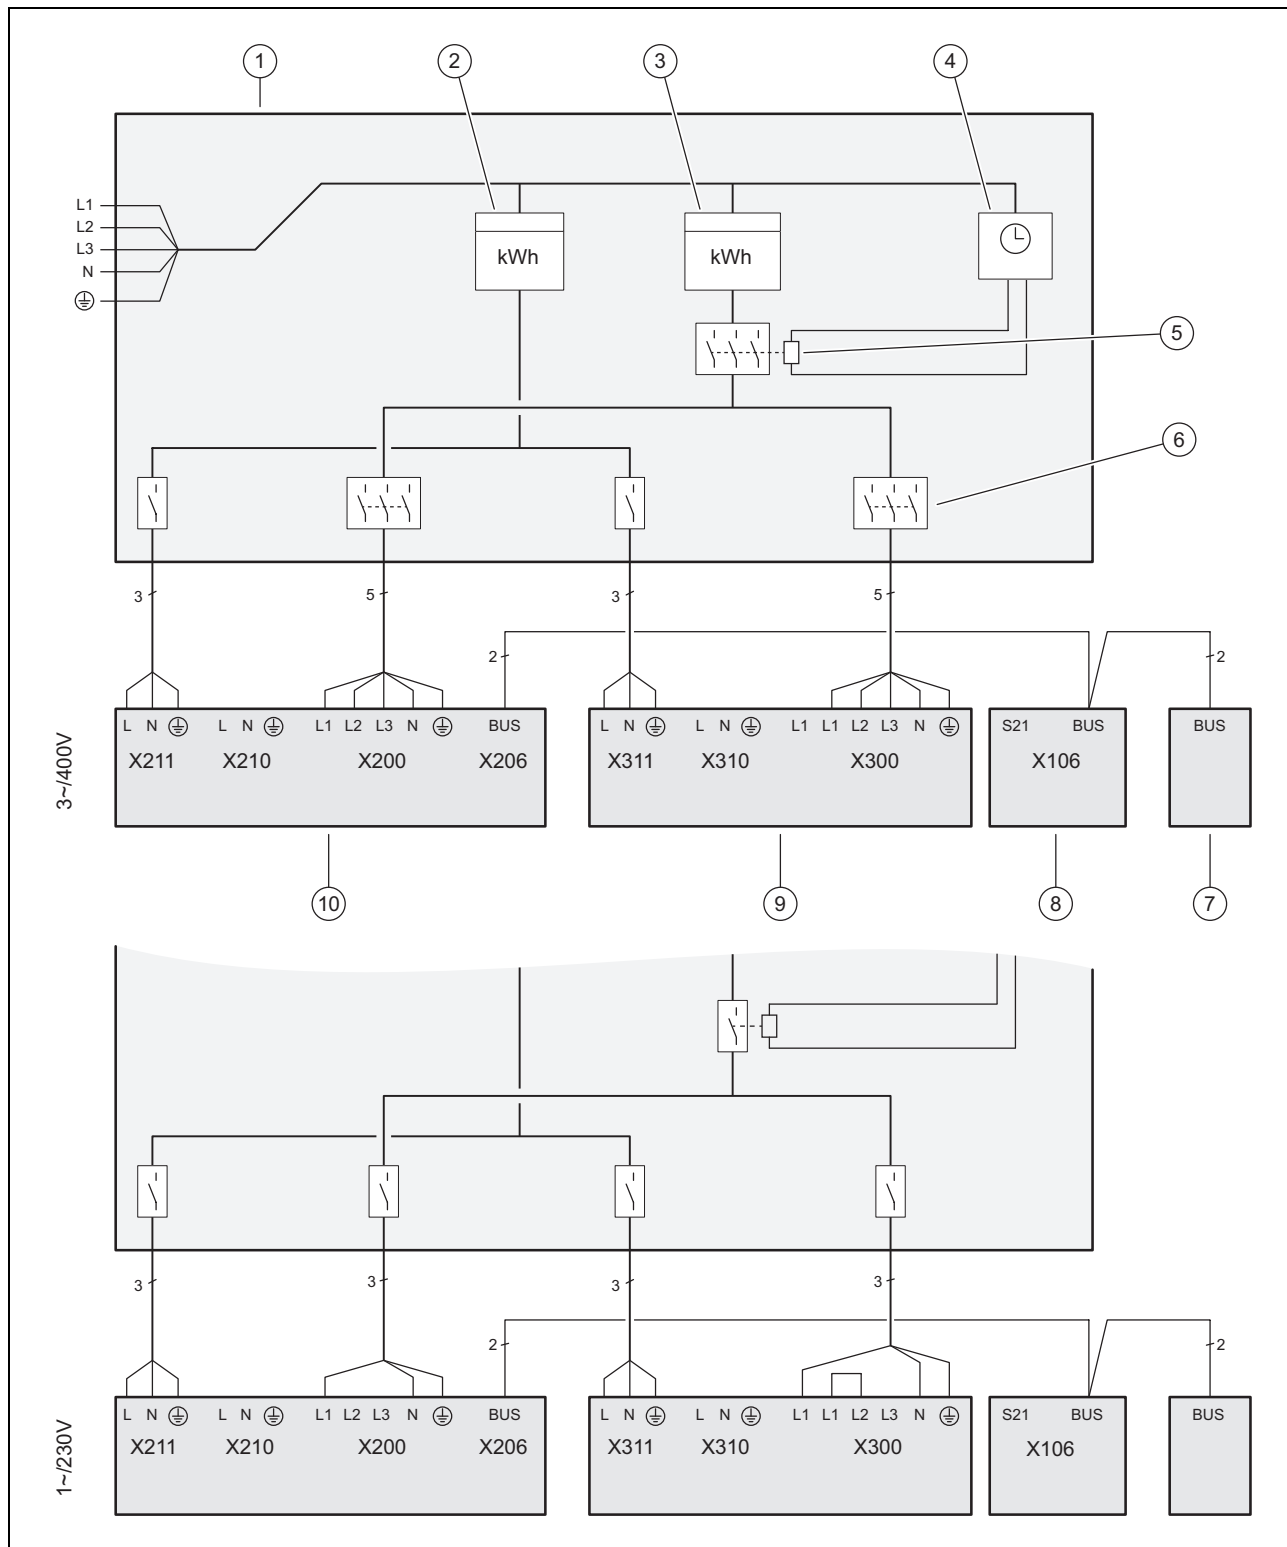 1 2 3 4
L1
L2
L3
N
kWh kWh
5
6
3 5 3 5
2 2
L N L N L1 L2 L3 N BUS L N L N L1 L1 L2 L3 N S21 BUS BUS
X211 X210 X200 X206 X311 X310 X300 X106
3~/400V
10 9 8 7
3 3 3 3
2 2
L N L N L1 L2 L3 N BUS L N L N L1 L1 L2 L3 N S21 BUS BUS
X211 X210 X200 X206 X311 X310 X300 X106
1~/230V